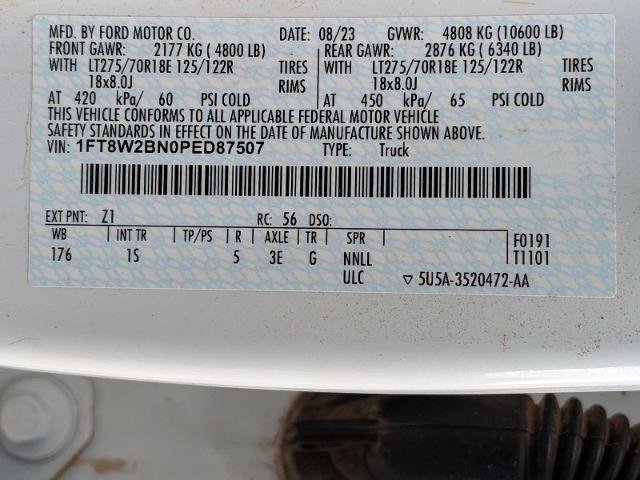 MFD. BY FORD MOTOR CO. DATE: 08/23 GVWR: 4808 KG (10600 LB)
FRONT GAWR: 2177 KG ( 4800 LB) REAR GAWR: 2876 KG ( 6340 LB)
WITH LT275/70R18E 125/122R TIRES WITH LT275/70R18E 125/122R TIRES
18x8.0J RIMS 18x8.0J RIMS
AT 420 kPa/ 60 PSI COLD AT 450 kPa/ 65 PSI COLD
THIS VEHICLE CONFORMS TO ALL APPLICABLE FEDERAL MOTOR VEHICLE
SAFETY STANDARDS IN EFFECT ON THE DATE OF MANUFACTURE SHOWN ABOVE.
VIN: 1FT8W2BN0PED87507 TYPE: Truck
EXT PNT: Z1 RC: 56 DSO:
WB INT TR TP/PS R AXLE TR SPR F0191
176 1S 5 3E G NNLL T1101
ULC ▽ 5U5A-3520472-AA